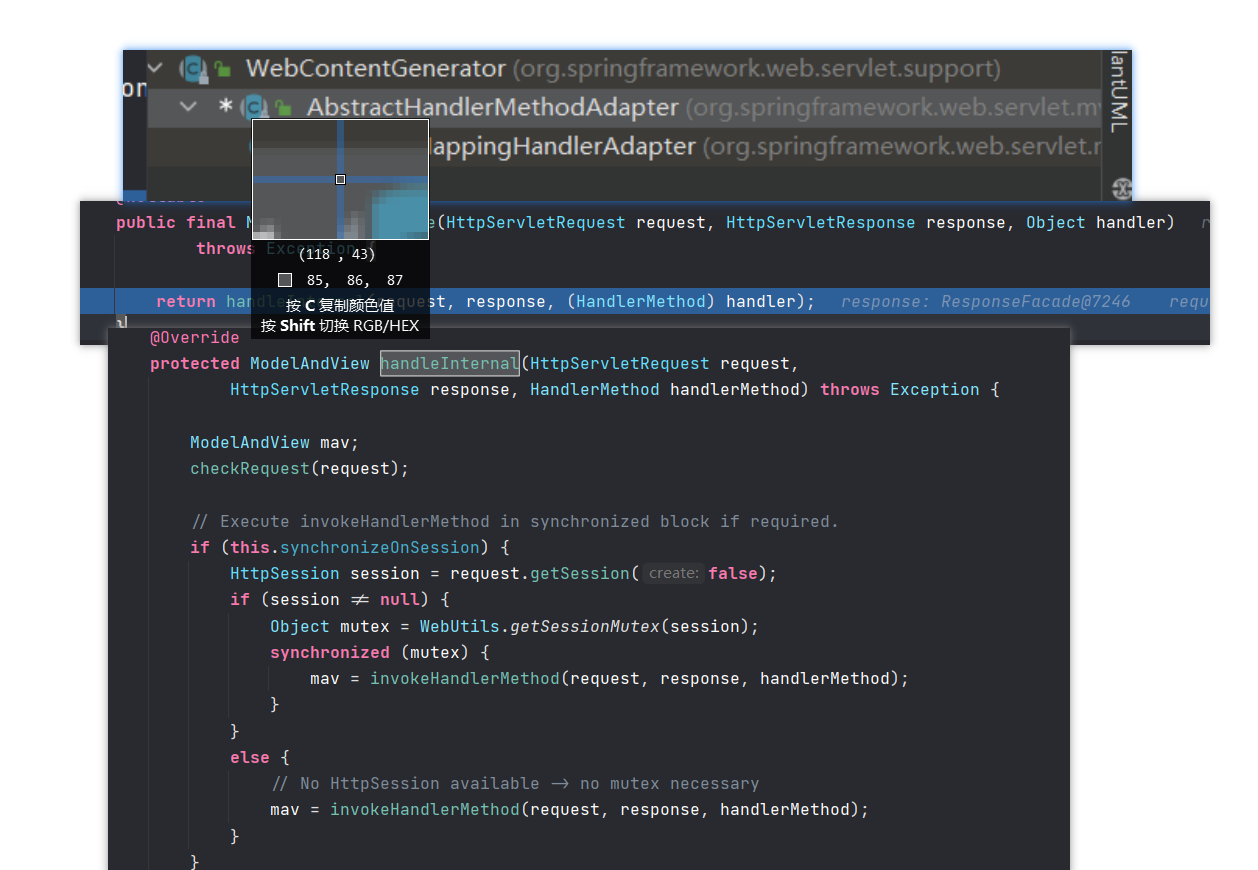 WebContentGenerator (org.springframework.web.servlet.support)
on
* AbstractHandlerMethodAdapter (org.springframework.web.servlet.m
lantUML
appingHandlerAdapter (org.springframework.web.servlet.
public final e(HttpServletRequest request, HttpServletResponse response, Object handler)
throws Exception {
(118 , 43)
85, 86, 87
return handl quest, response, (HandlerMethod) handler); response: ResponseFacade@7246 requ
按 C 复制颜色值
按 Shift 切换 RGB/HEX
}
@Override
protected ModelAndView handleInternal(HttpServletRequest request,
HttpServletResponse response, HandlerMethod handlerMethod) throws Exception {
ModelAndView mav;
checkRequest(request);
// Execute invokeHandlerMethod in synchronized block if required.
if (this.synchronizeOnSession) {
HttpSession session = request.getSession( create: false);
if (session ≠ null) {
Object mutex = WebUtils.getSessionMutex(session);
synchronized (mutex) {
mav = invokeHandlerMethod(request, response, handlerMethod);
}
}
else {
// No HttpSession available → no mutex necessary
mav = invokeHandlerMethod(request, response, handlerMethod);
}
}